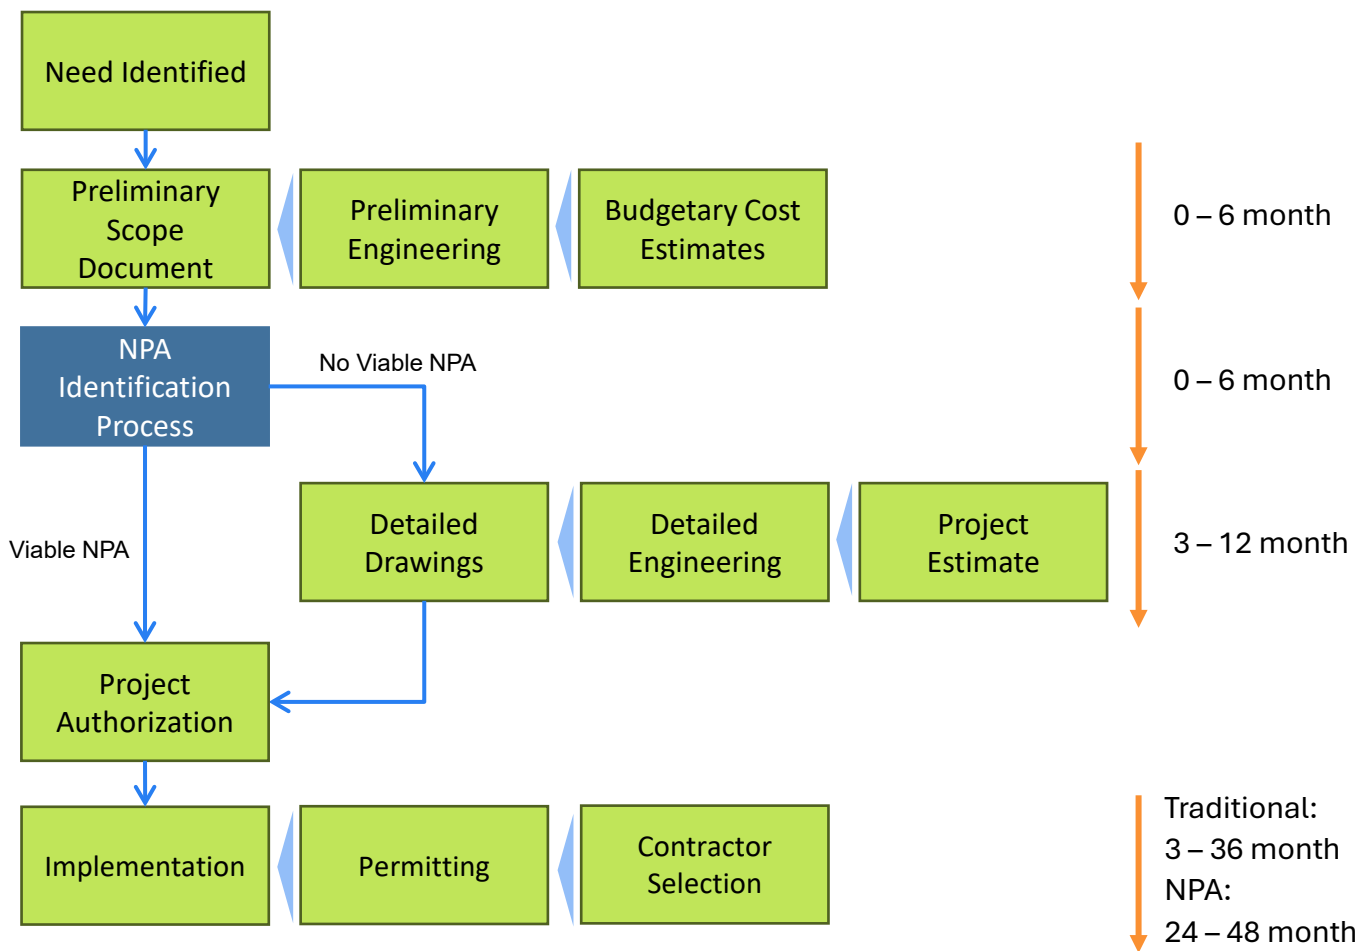 Need Identified
Preliminary
Scope
Document
Preliminary
Engineering
Budgetary Cost
Estimates
0 – 6 month
NPA
Identification
Process
No Viable NPA
0 – 6 month
Viable NPA
Detailed
Drawings
Detailed
Engineering
Project
Estimate
3 – 12 month
Project
Authorization
Implementation
Permitting
Contractor
Selection
Traditional:
3 – 36 month
NPA:
24 – 48 month